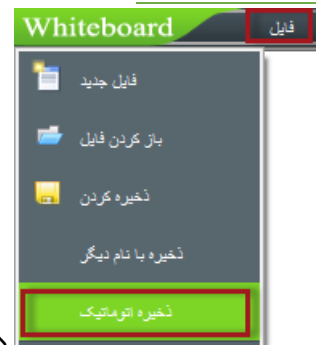 Whiteboard
فایل
فایل جدید
باز کردن فایل
ذخیره کردن
ذخیره با نام دیگر
ذخیره اتوماتیک